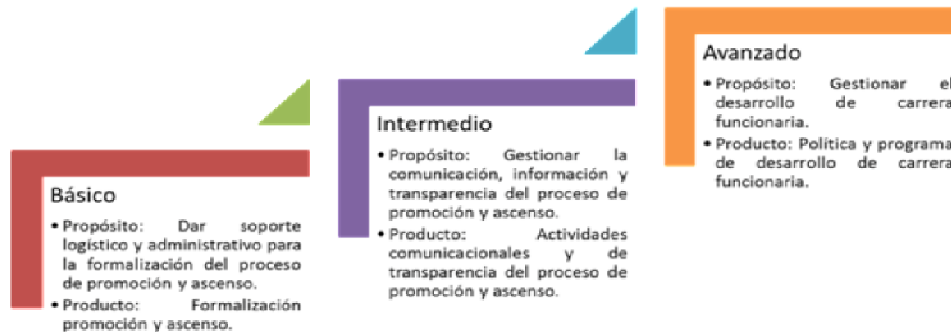 Básico
• Propósito: Dar soporte
logístico y administrativo para
la formalización del proceso
de promoción y ascenso.
• Producto: Formalización
promoción y ascenso.
Intermedio
• Propósito: Gestionar la
comunicación, información y
transparencia del proceso de
promoción y ascenso.
• Producto: Actividades
comunicacionales y de
transparencia del proceso de
promoción y ascenso.
Avanzado
• Propósito: Gestionar el
desarrollo de carrera
funcionaria.
• Producto: Política y programa
de desarrollo de carrera
funcionaria.